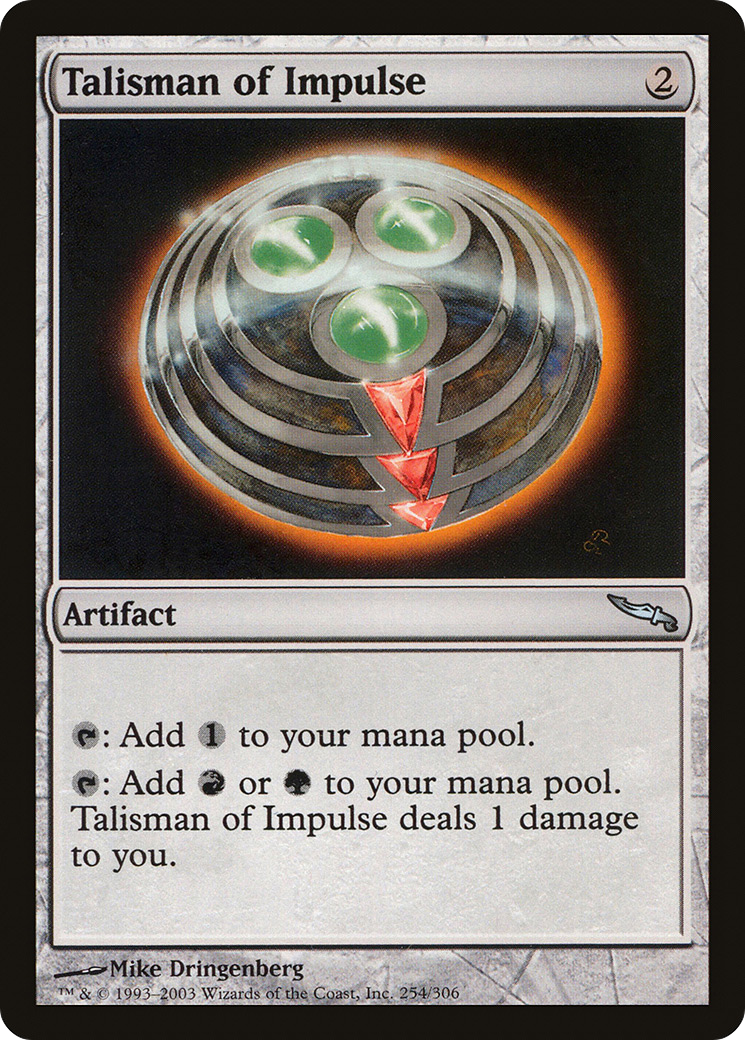 Talisman of Impulse 2
Artifact
: Add 1 to your mana pool.
: Add or to your mana pool.
Talisman of Impulse deals 1 damage
to you.
Mike Dringenberg
™ & © 1993–2003 Wizards of the Coast, Inc. 254/306